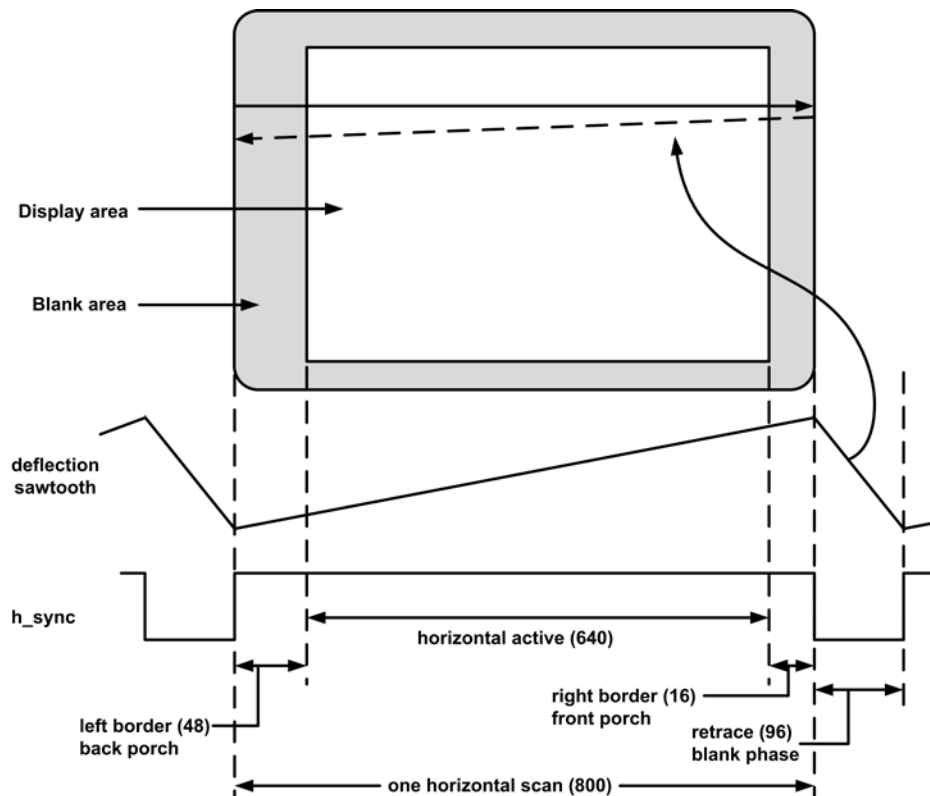 Display area
Blank area
deflection
sawtooth
h_sync
horizontal active (640)
left border (48)
back porch
right border (16)
front porch
retrace (96)
blank phase
one horizontal scan (800)